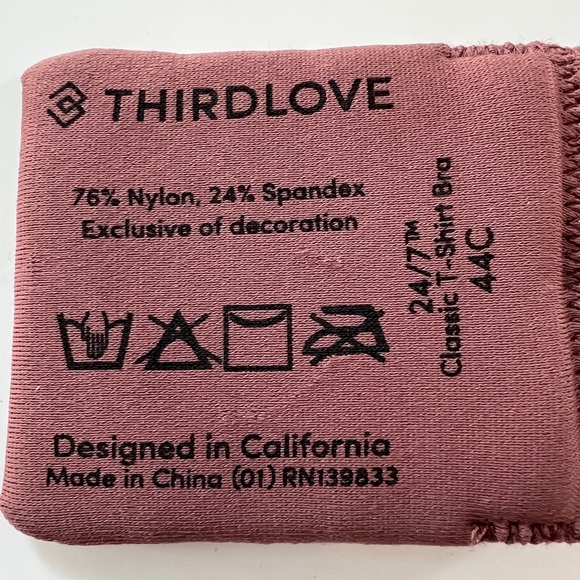 THIRDLOVE
76% Nylon, 24% Spandex
Exclusive of decoration
24/7™
Classic T-Shirt Bra
44C
Designed in California
Made in China (01) RN139833